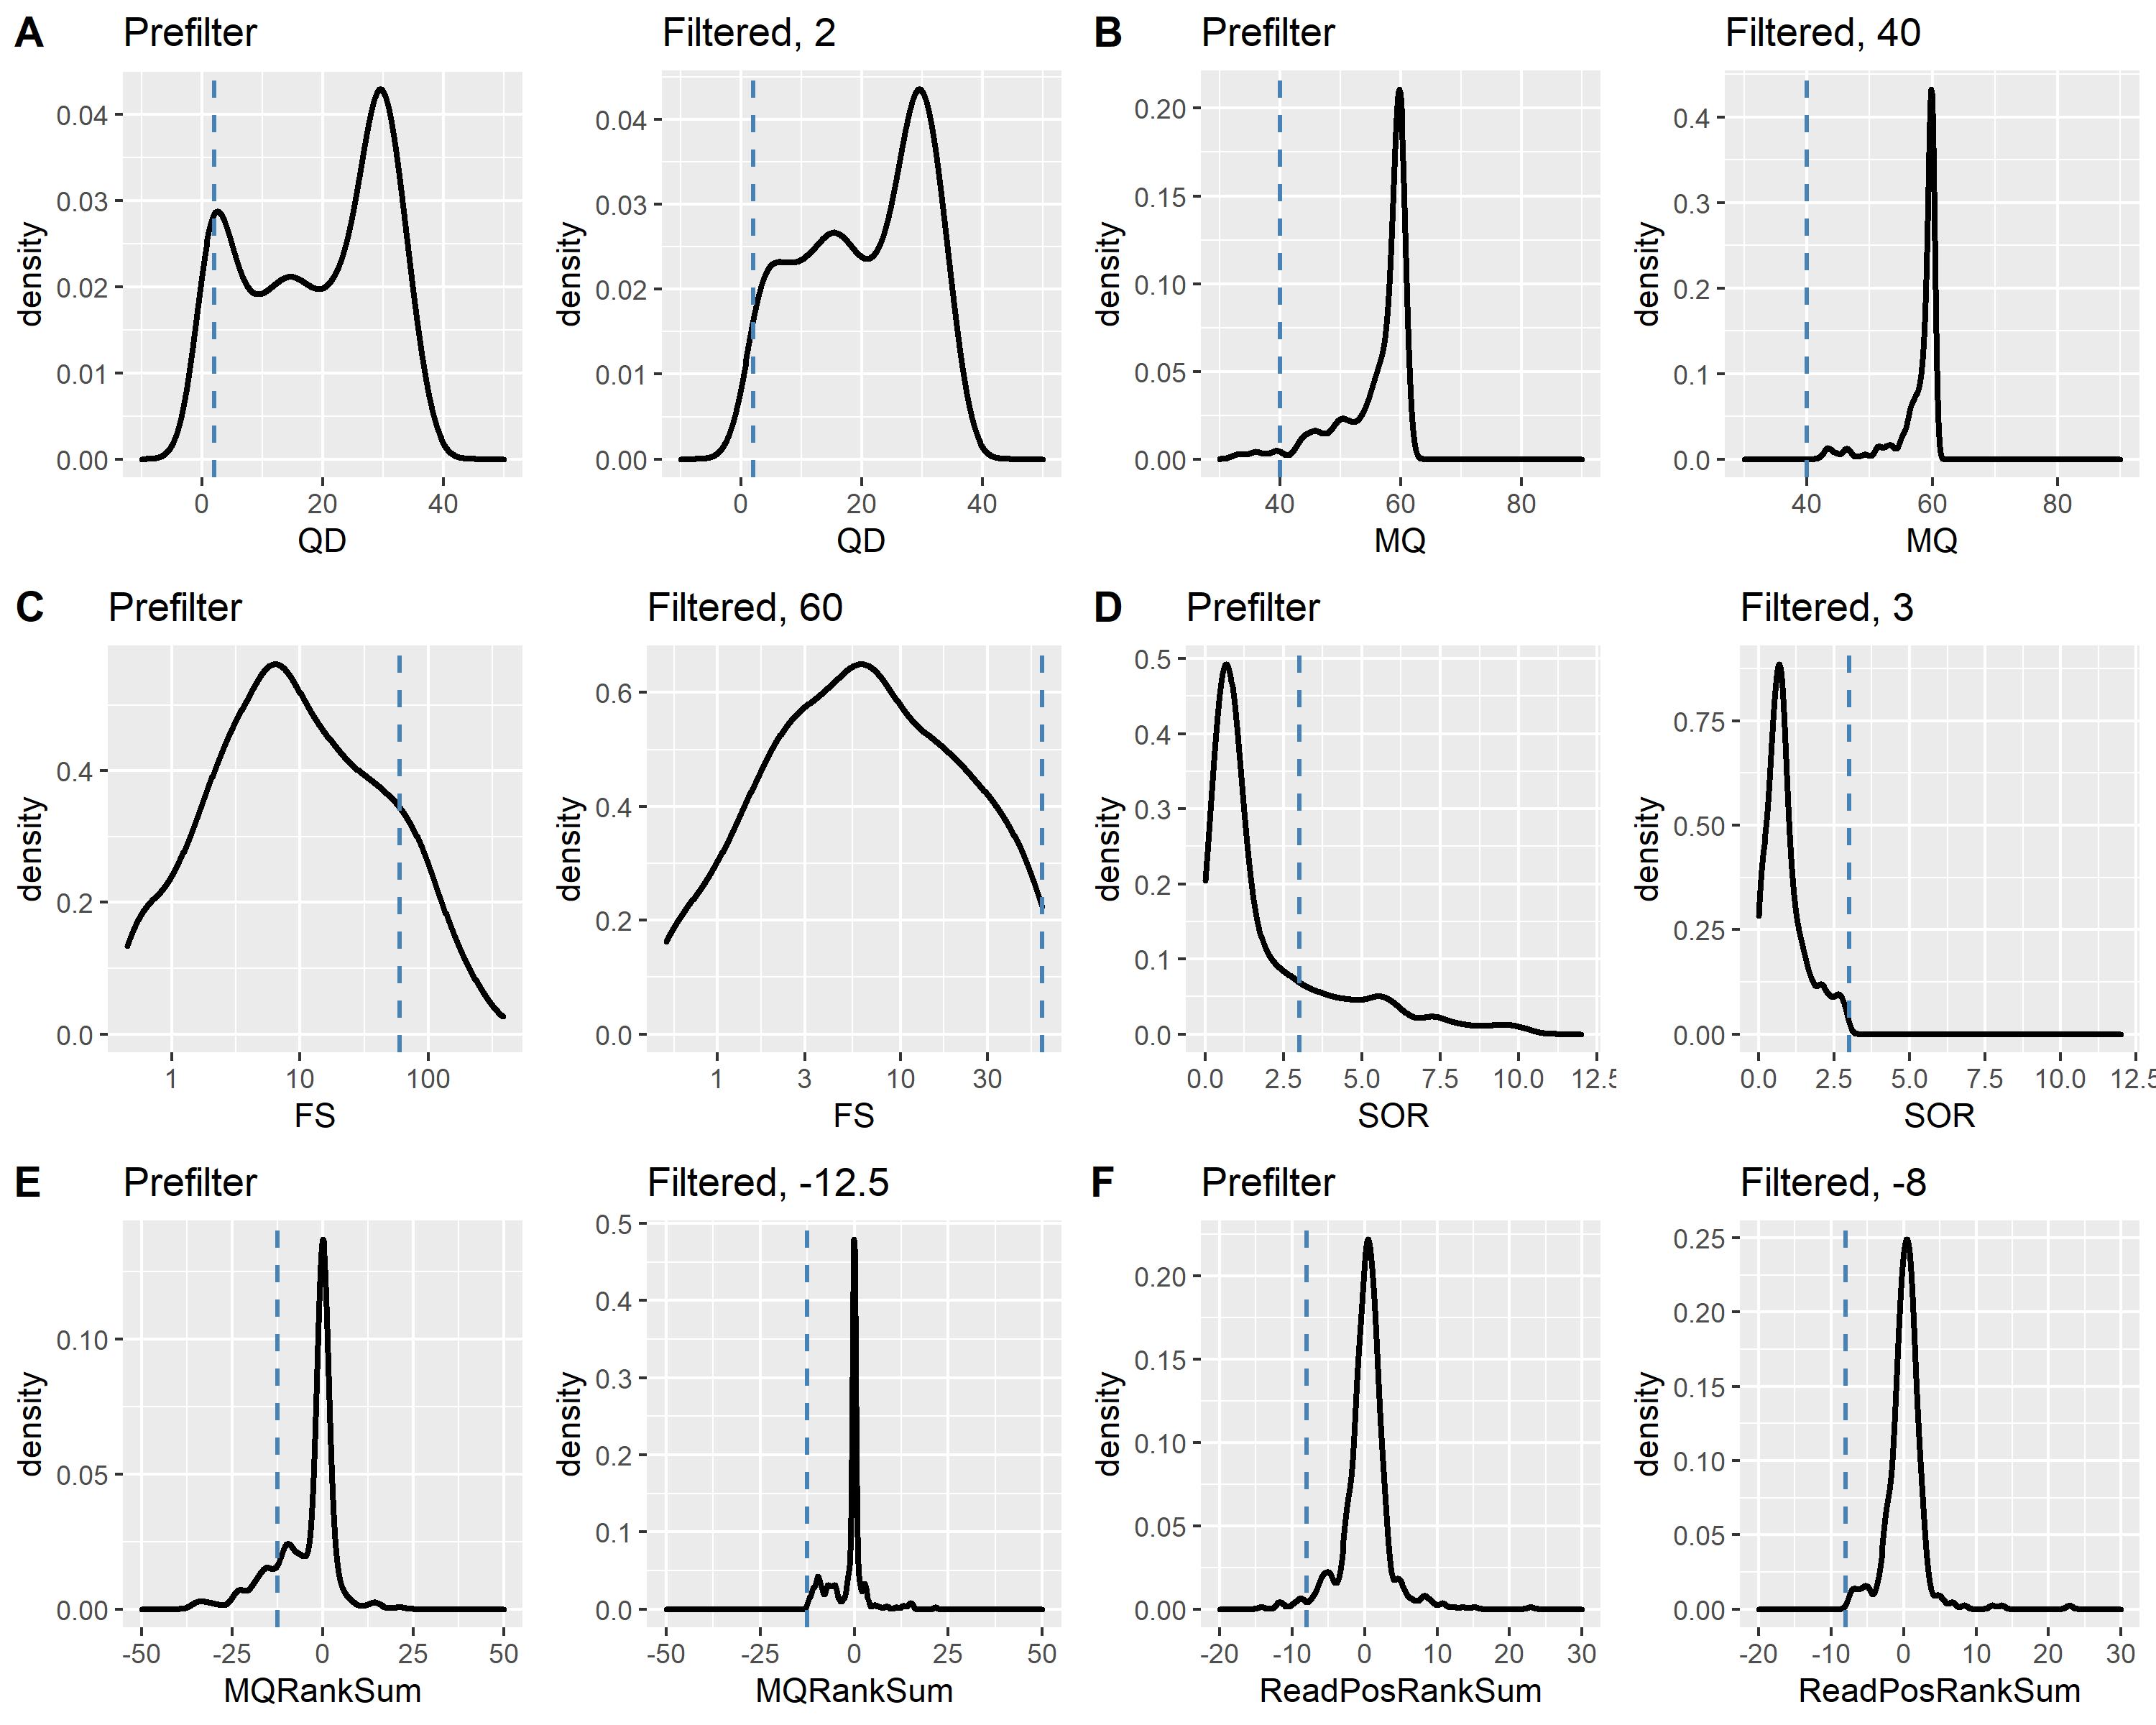 A Prefilter Filtered, 2 B Prefilter Filtered, 40
density 0.04 0.03 0.02 0.01 0.00
0 20 40
QD
density 0.04 0.03 0.02 0.01 0.00
0 20 40
QD
density 0.20 0.15 0.10 0.05 0.00
40 60 80
MQ
density 0.4 0.3 0.2 0.1 0.0
40 60 80
MQ
C Prefilter Filtered, 60 D Prefilter Filtered, 3
density 0.4 0.2 0.0
1 10 100
FS
density 0.6 0.4 0.2 0.0
1 3 10 30
FS
density 0.5 0.4 0.3 0.2 0.1 0.0
0.0 2.5 5.0 7.5 10.0 12.5
SOR
density 0.75 0.50 0.25 0.00
0.0 2.5 5.0 7.5 10.0 12.5
SOR
E Prefilter Filtered, -12.5 F Prefilter Filtered, -8
density 0.10 0.05 0.00
-50 -25 0 25 50
MQRankSum
density 0.5 0.4 0.3 0.2 0.1 0.0
-50 -25 0 25 50
MQRankSum
density 0.20 0.15 0.10 0.05 0.00
-20 -10 0 10 20 30
ReadPosRankSum
density 0.25 0.20 0.15 0.10 0.05 0.00
-20 -10 0 10 20 30
ReadPosRankSum